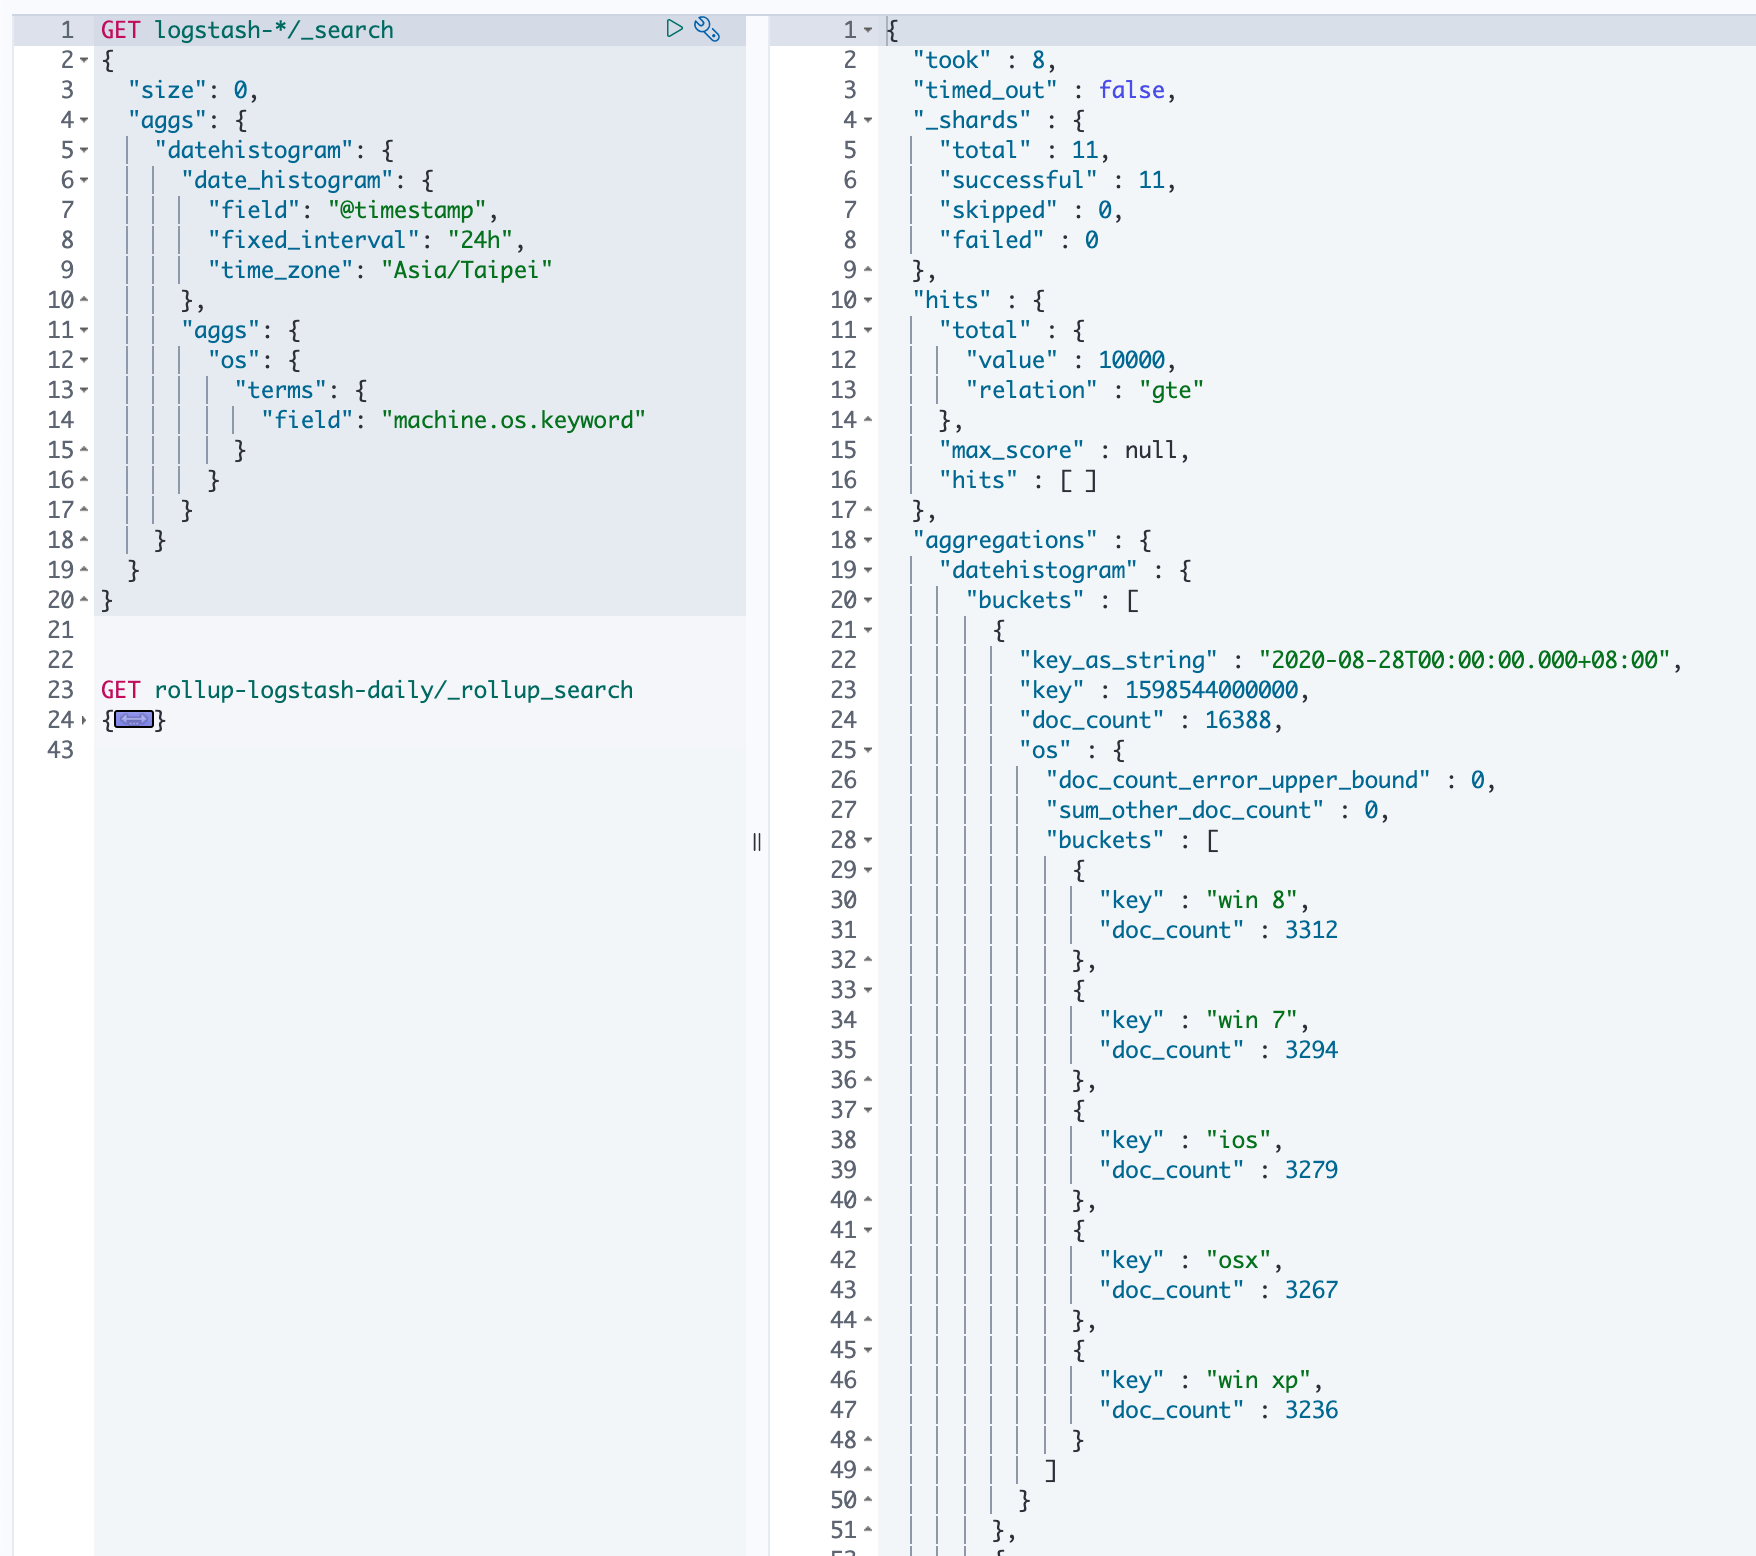 1 GET logstash-*/_search
2 {
3 "size": 0,
4 "aggs": {
5 "datehistogram": {
6 "date_histogram": {
7 "field": "@timestamp",
8 "fixed_interval": "24h",
9 "time_zone": "Asia/Taipei"
10 },
11 "aggs": {
12 "os": {
13 "terms": {
14 "field": "machine.os.keyword"
15 }
16 }
17 }
18 }
19 }
20 }
21
22
23 GET rollup-logstash-daily/_rollup_search
24 {}
43
1 {
2 "took" : 8,
3 "timed_out" : false,
4 "_shards" : {
5 "total" : 11,
6 "successful" : 11,
7 "skipped" : 0,
8 "failed" : 0
9 },
10 "hits" : {
11 "total" : {
12 "value" : 10000,
13 "relation" : "gte"
14 },
15 "max_score" : null,
16 "hits" : [ ]
17 },
18 "aggregations" : {
19 "datehistogram" : {
20 "buckets" : [
21 {
22 "key_as_string" : "2020-08-28T00:00:00.000+08:00",
23 "key" : 1598544000000,
24 "doc_count" : 16388,
25 "os" : {
26 "doc_count_error_upper_bound" : 0,
27 "sum_other_doc_count" : 0,
28 "buckets" : [
29 {
30 "key" : "win 8",
31 "doc_count" : 3312
32 },
33 {
34 "key" : "win 7",
35 "doc_count" : 3294
36 },
37 {
38 "key" : "ios",
39 "doc_count" : 3279
40 },
41 {
42 "key" : "osx",
43 "doc_count" : 3267
44 },
45 {
46 "key" : "win xp",
47 "doc_count" : 3236
48 }
49 ]
50 }
51 },